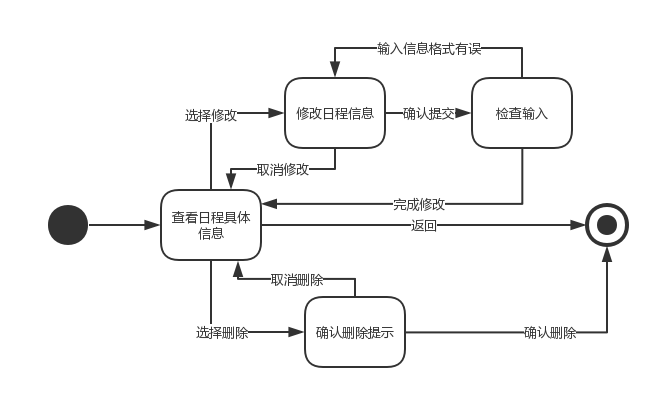 输入信息格式有误
选择修改
修改日程信息
确认提交
检查输入
取消修改
完成修改
查看日程具体
信息
返回
取消删除
选择删除
确认删除提示
确认删除